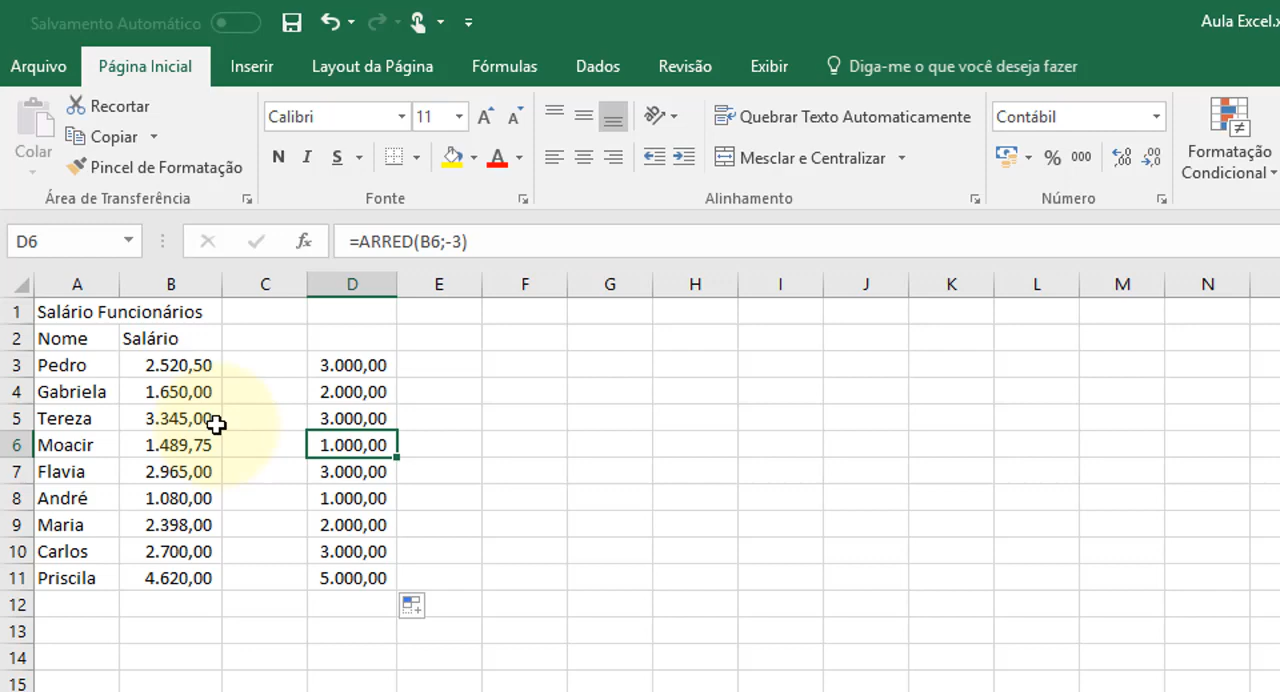 Salvamento Automático
Aula Excel.x
Arquivo Página Inicial Inserir Layout da Página Fórmulas Dados Revisão Exibir Diga-me o que você deseja fazer
Colar
Recortar
Copiar
Pincel de Formatação
Área de Transferência
Calibri 11
N I S A
Fonte
Quebrar Texto Automaticamente
Mesclar e Centralizar
Alinhamento
Contábil
% 000
Número
Formatação
Condicional
D6 fx =ARRED(B6;-3)
A B C D E F G H I J K L M N
1 Salário Funcionários
2 Nome Salário
3 Pedro 2.520,50 3.000,00
4 Gabriela 1.650,00 2.000,00
5 Tereza 3.345,00 3.000,00
6 Moacir 1.489,75 1.000,00
7 Flavia 2.965,00 3.000,00
8 André 1.080,00 1.000,00
9 Maria 2.398,00 2.000,00
10 Carlos 2.700,00 3.000,00
11 Priscila 4.620,00 5.000,00
12
13
14
15